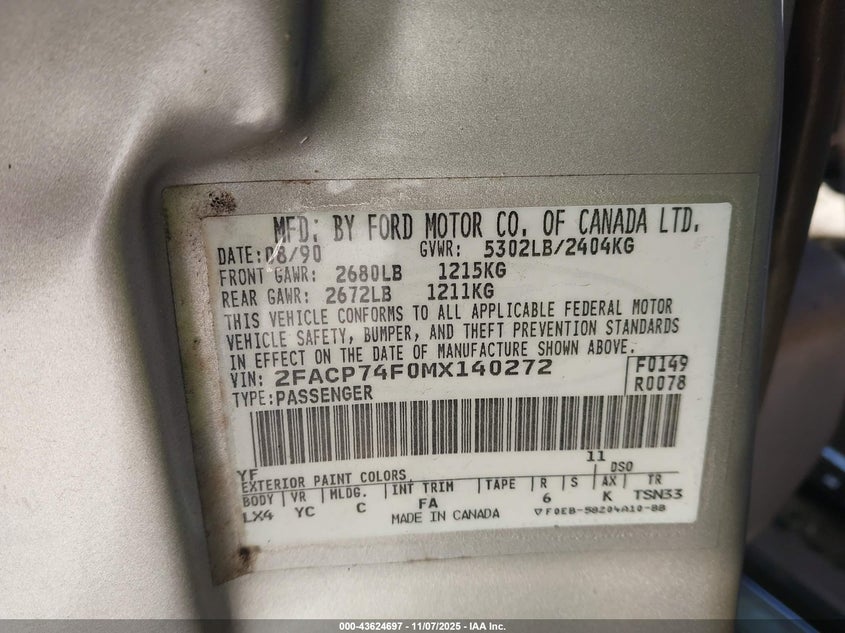 MFD: BY FORD MOTOR CO. OF CANADA LTD.
DATE: 08/90 GVWR: 5302LB/2404KG
FRONT GAWR: 2680LB 1215KG
REAR GAWR: 2672LB 1211KG
THIS VEHICLE CONFORMS TO ALL APPLICABLE FEDERAL MOTOR
VEHICLE SAFETY, BUMPER, AND THEFT PREVENTION STANDARDS
IN EFFECT ON THE DATE OF MANUFACTURE SHOWN ABOVE.
VIN: 2FACP74F0MX140272 F0149
TYPE: PASSENGER R0078
YF 11
EXTERIOR PAINT COLORS DSO
BODY VR MLDG. INT TRIM TAPE R S AX TR
LX4 YC C FA 6 K TSN33
MADE IN CANADA ▽F0EB-58204A10-BB
000-43624697 - 11/07/2025 - IAA Inc.